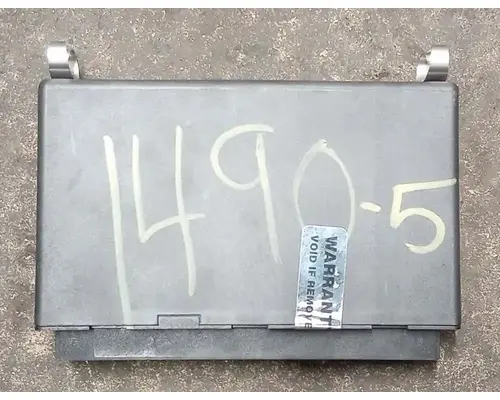 1490-5
WARRANT
VOID IF REMOVE